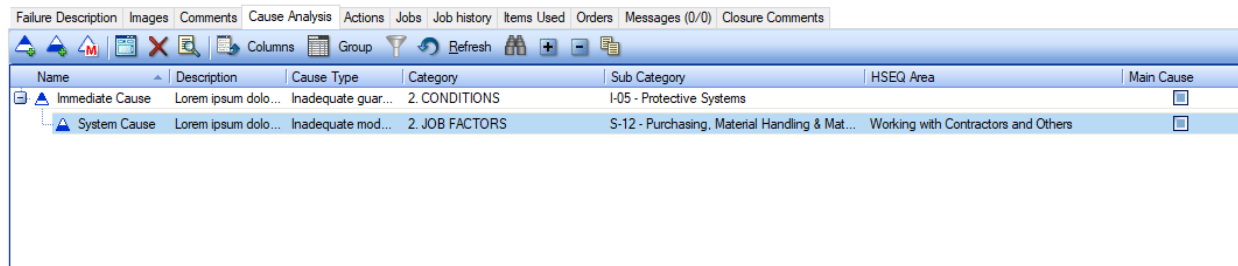 Failure Description Images Comments Cause Analysis Actions Jobs Job history Items Used Orders Messages (0/0) Closure Comments
M Columns Group Refresh
Name Description Cause Type Category Sub Category HSEQ Area Main Cause
Immediate Cause Lorem ipsum dolo... Inadequate guar... 2. CONDITIONS I-05 - Protective Systems
System Cause Lorem ipsum dolo... Inadequate mod... 2. JOB FACTORS S-12 - Purchasing, Material Handling & Mat... Working with Contractors and Others